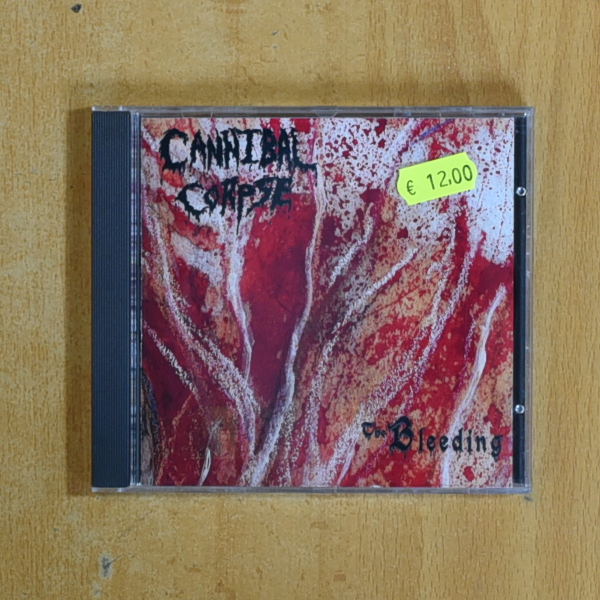 CANNIBAL
CORPSE
€ 12,00
The Bleeding